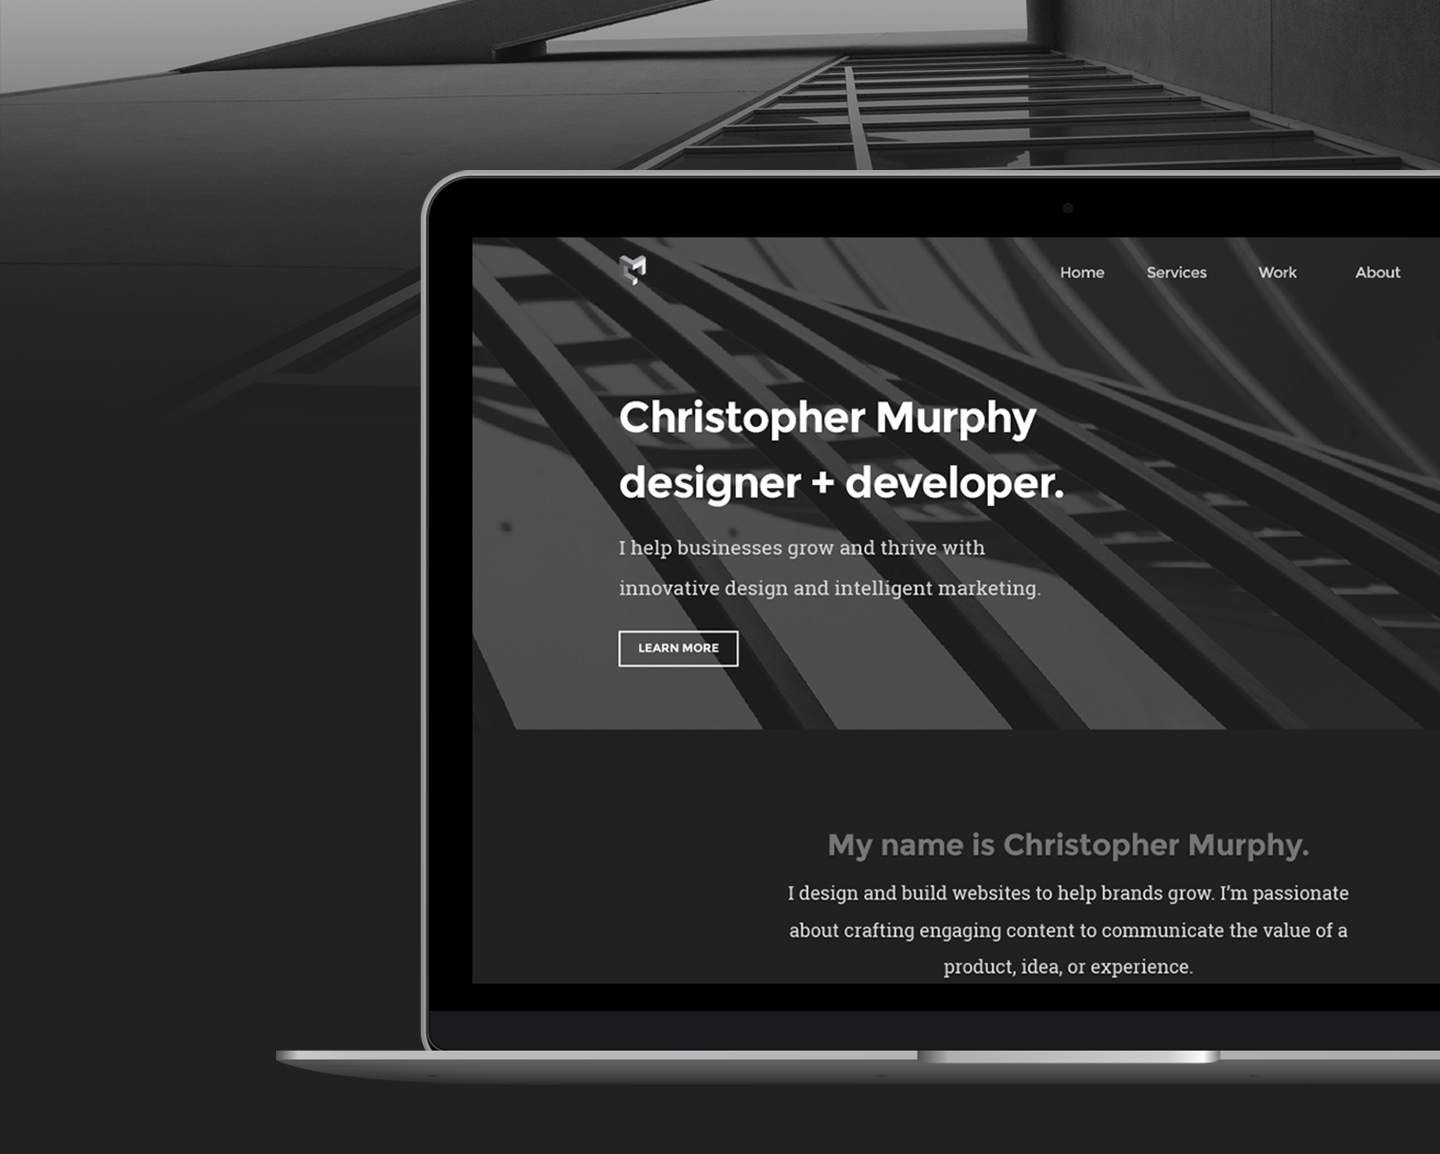 Home Services Work About
Christopher Murphy
designer + developer.
I help businesses grow and thrive with
innovative design and intelligent marketing.
LEARN MORE
My name is Christopher Murphy.
I design and build websites to help brands grow. I'm passionate
about crafting engaging content to communicate the value of a
product, idea, or experience.